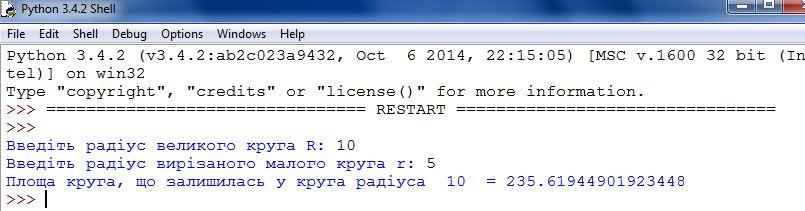 Python 3.4.2 Shell
File Edit Shell Debug Options Windows Help
Python 3.4.2 (v3.4.2:ab2c023a9432, Oct  6 2014, 22:15:05) [MSC v.1600 32 bit (In
tel)] on win32
Type "copyright", "credits" or "license()" for more information.
>>> ================================ RESTART ================================
>>>
Введіть радіус великого круга R: 10
Введіть радіус вирізаного малого круга r: 5
Площа круга, що залишилась у круга радіуса  10  = 235.61944901923448
>>>